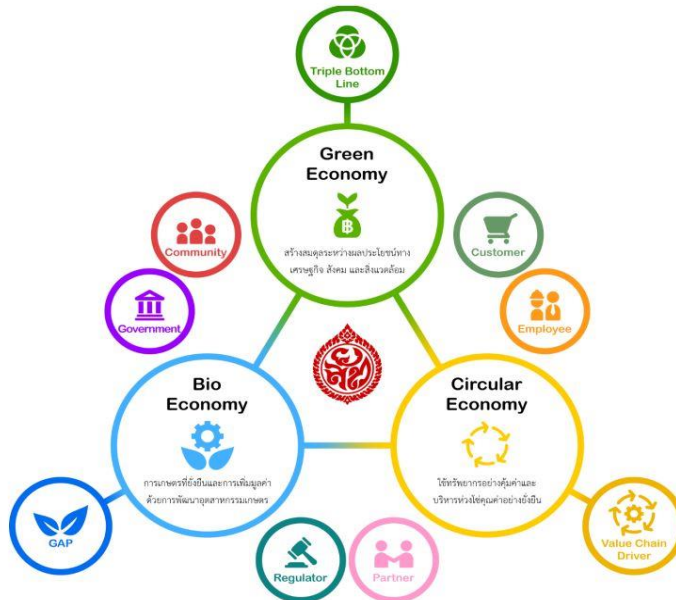 Triple Bottom
Line
Green
Economy
฿
สร้างสมดุลระหว่างผลประโยชน์ทาง
เศรษฐกิจ สังคม และสิ่งแวดล้อม
Community
Customer
Government
Employee
Bio
Economy
การเกษตรที่ยั่งยืนและการเพิ่มมูลค่า
ด้วยการพัฒนาอุตสาหกรรมเกษตร
Circular
Economy
ใช้ทรัพยากรอย่างคุ้มค่าและ
บริหารห่วงโซ่คุณค่าอย่างยั่งยืน
GAP
Regulator
Partner
Value Chain
Driver